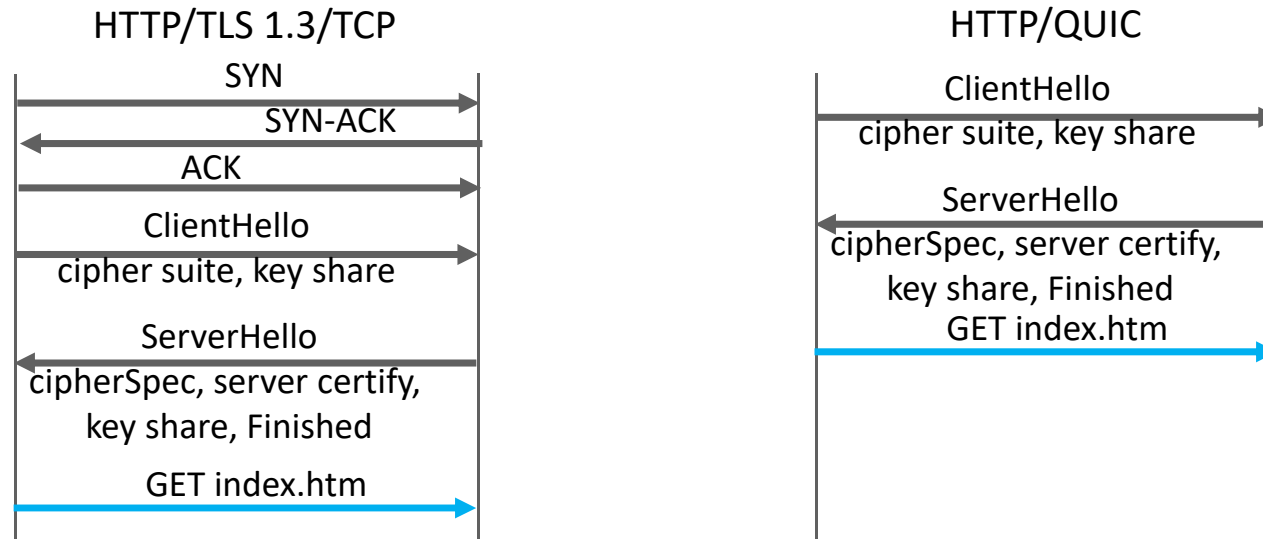 HTTP/TLS 1.3/TCP
SYN
SYN-ACK
ACK
ClientHello
cipher suite, key share
ServerHello
cipherSpec, server certify,
key share, Finished
GET index.htm
HTTP/QUIC
ClientHello
cipher suite, key share
ServerHello
cipherSpec, server certify,
key share, Finished
GET index.htm